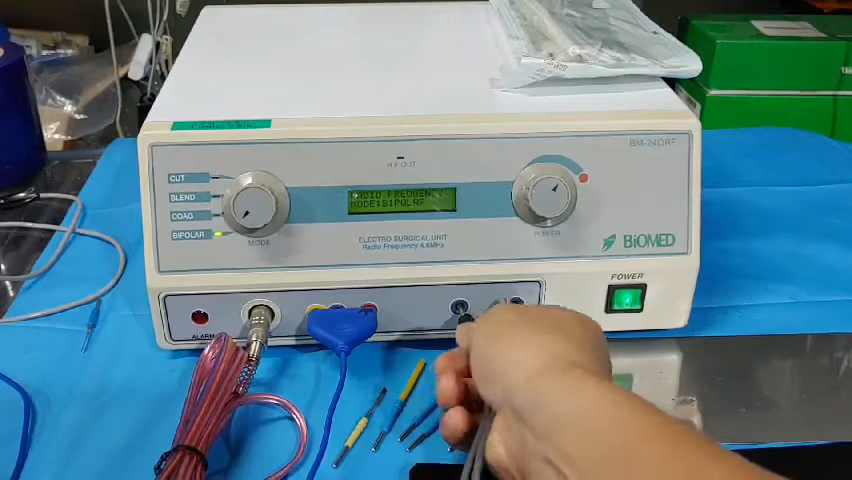 H.F OUT
BM-240RF
CUT
BLEND
COAG
BIPOLAR
MODE
RADIO FREQUENCY
MODE:BIPOLAR
POWER
ELECTRO SURGICAL UNIT
Radio Frequency 4.0MHz
BiOMED
POWER
ALARM